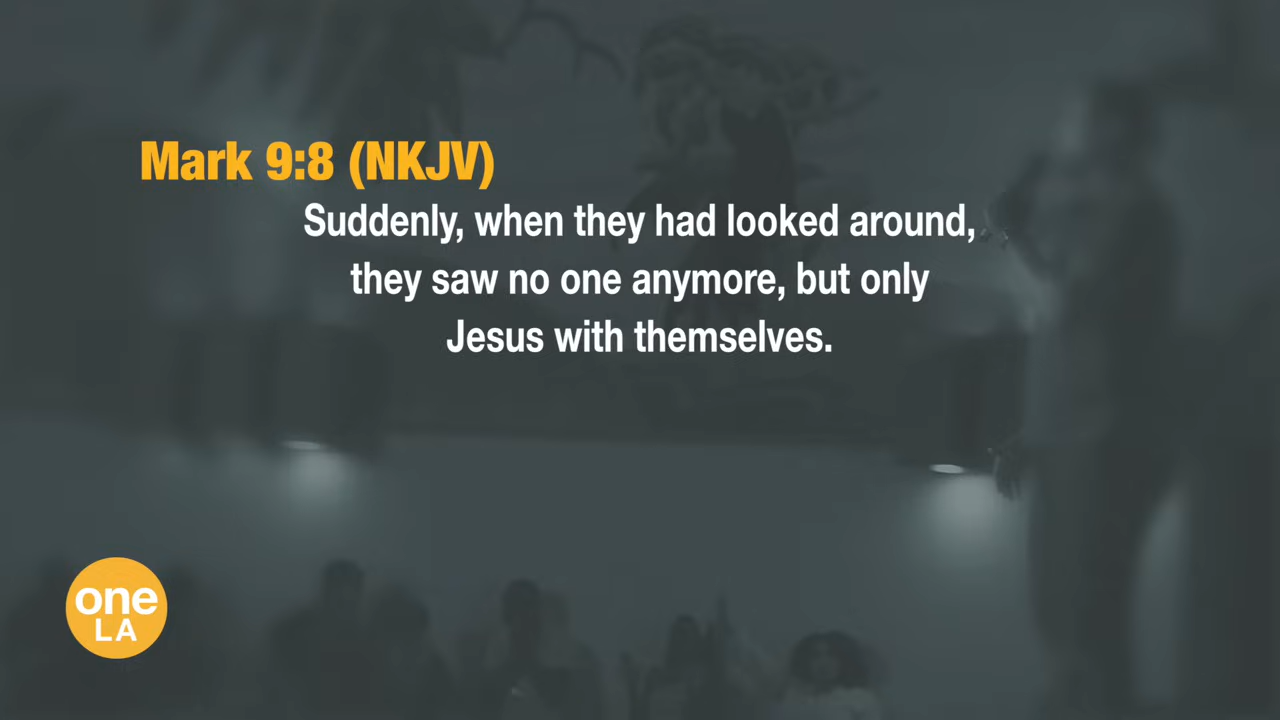 Mark 9:8 (NKJV)
Suddenly, when they had looked around,
they saw no one anymore, but only
Jesus with themselves.
one
LA